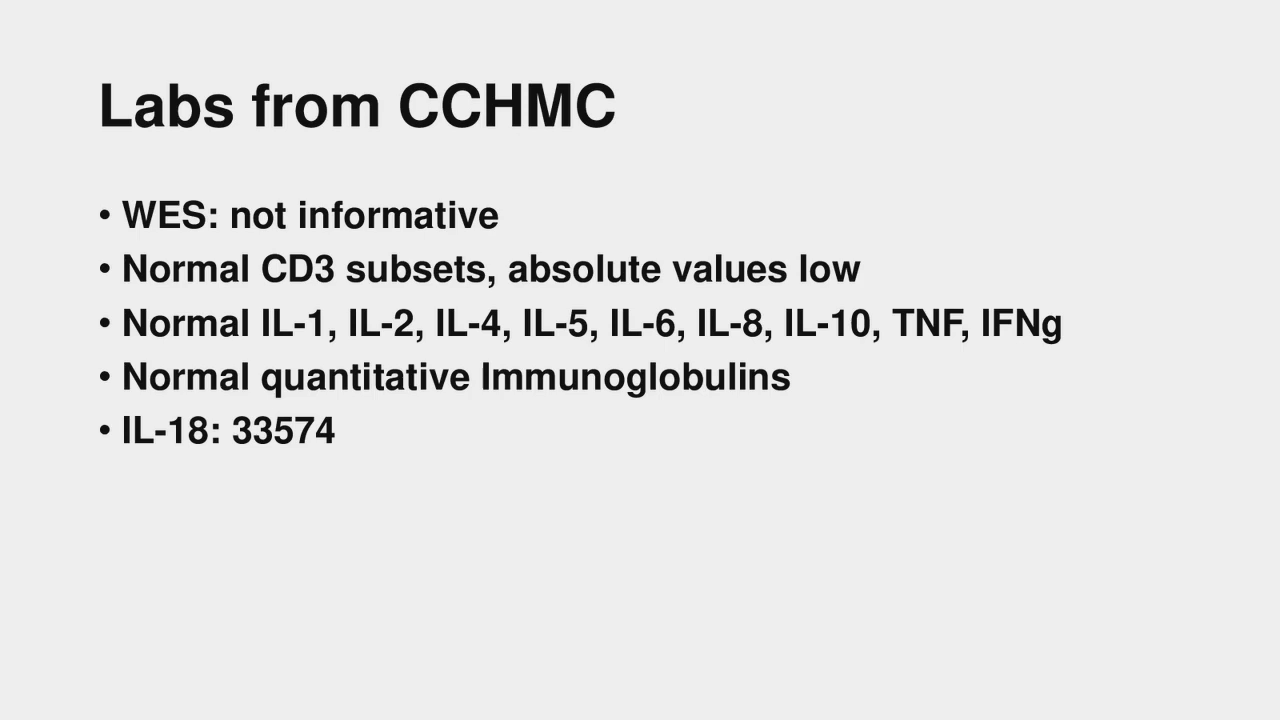 Labs from CCHMC
• WES: not informative
• Normal CD3 subsets, absolute values low
• Normal IL-1, IL-2, IL-4, IL-5, IL-6, IL-8, IL-10, TNF, IFNg
• Normal quantitative Immunoglobulins
• IL-18: 33574